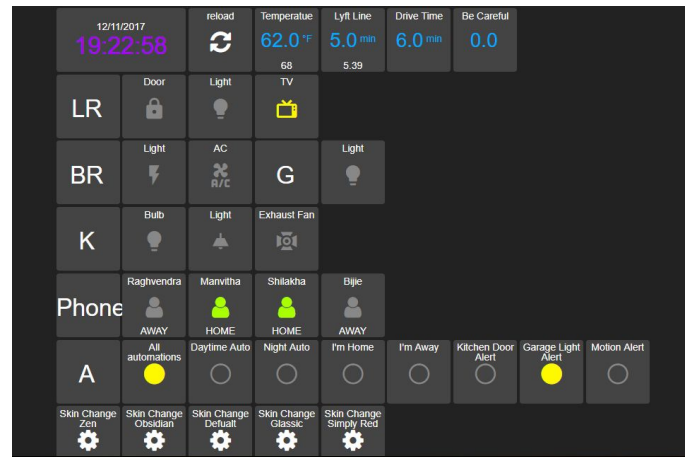 12/11/2017
19:22:58
reload
Temperatue
62.0 °F
68
Lyft Line
5.0 min
5.39
Drive Time
6.0 min
Be Careful
0.0
LR
Door
Light
TV
BR
Light
AC
A/C
G
Light
K
Bulb
Light
Exhaust Fan
Phone
Raghvendra
AWAY
Manvitha
HOME
Shilakha
HOME
Bijie
AWAY
A
All
automations
Daytime Auto
Night Auto
I'm Home
I'm Away
Kitchen Door
Alert
Garage Light
Alert
Motion Alert
Skin Change
Zen
Skin Change
Obsidian
Skin Change
Defualt
Skin Change
Glassic
Skin Change
Simply Red